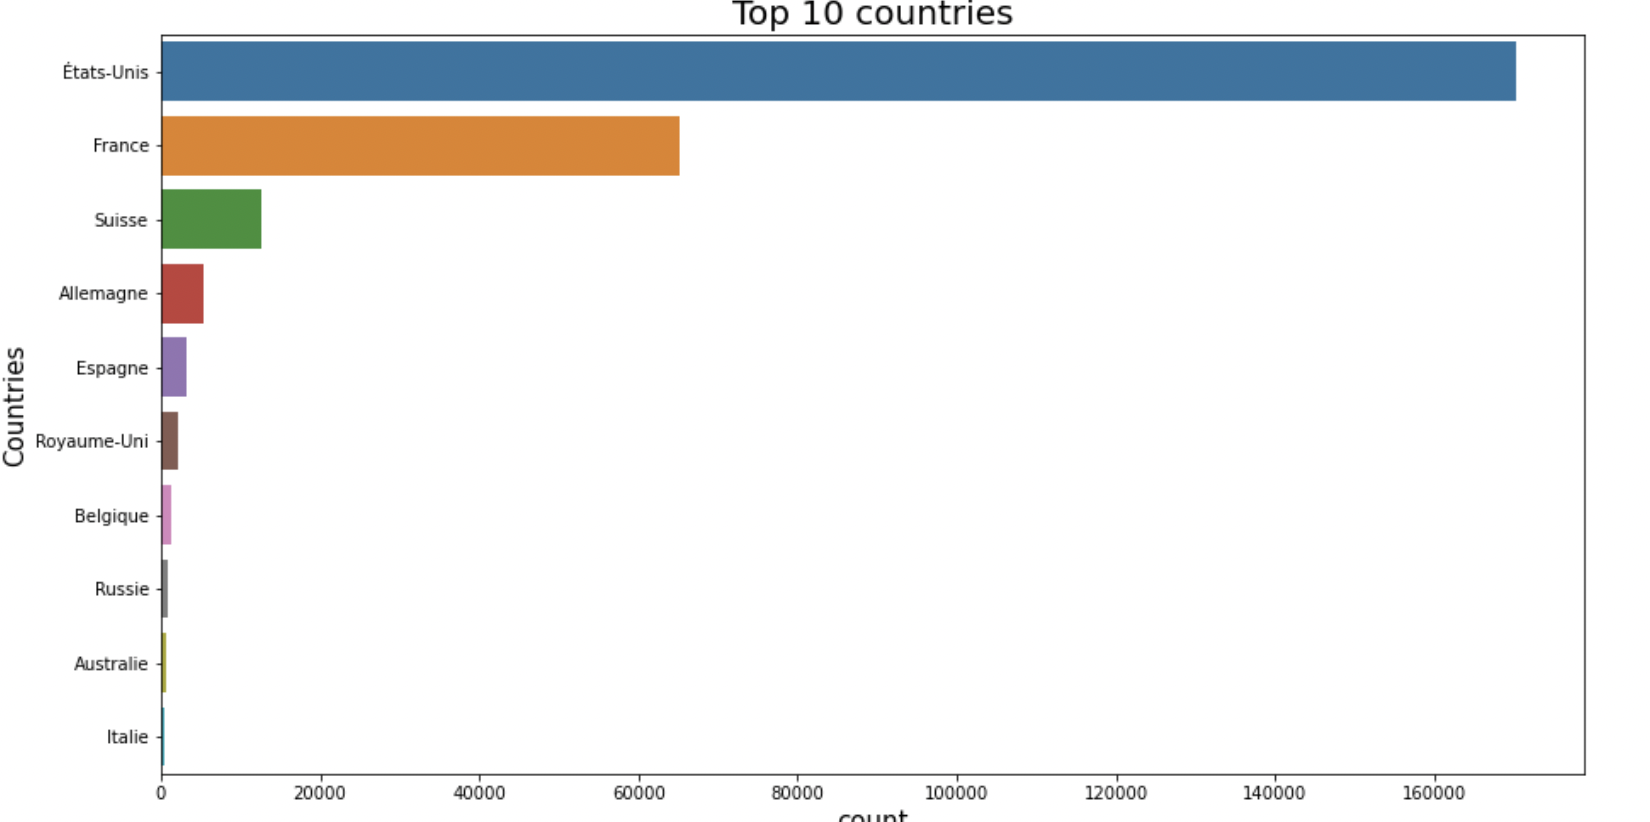 Top 10 countries
États-Unis
France
Suisse
Allemagne
Espagne
Royaume-Uni
Belgique
Russie
Australie
Italie
Countries
0 20000 40000 60000 80000 100000 120000 140000 160000
count